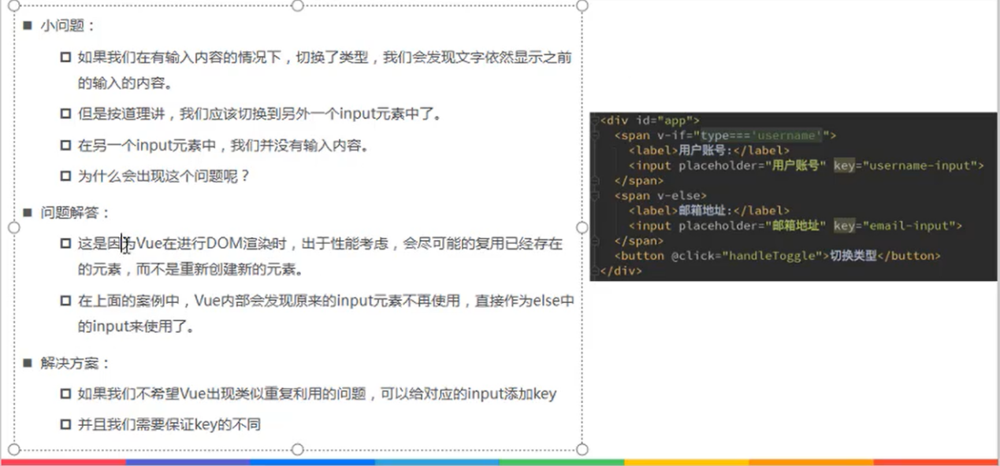 小问题：
如果我们在有输入内容的情况下，切换了类型，我们会发现文字依然显示之前
的输入的内容。
但是按道理讲，我们应该切换到另外一个input元素中了。
在另一个input元素中，我们并没有输入内容。
为什么会出现这个问题呢？
问题解答：
这是因为Vue在进行DOM渲染时，出于性能考虑，会尽可能的复用已经存在
的元素，而不是重新创建新的元素。
在上面的案例中，Vue内部会发现原来的input元素不再使用，直接作为else中
的input来使用了。
解决方案：
如果我们不希望Vue出现类似重复利用的问题，可以给对应的input添加key
并且我们需要保证key的不同
<div id="app">
<span v-if="type==='username'">
<label>用户账号:</label>
<input placeholder="用户账号" key="username-input">
</span>
<span v-else>
<label>邮箱地址:</label>
<input placeholder="邮箱地址" key="email-input">
</span>
<button @click="handleToggle">切换类型</button>
</div>